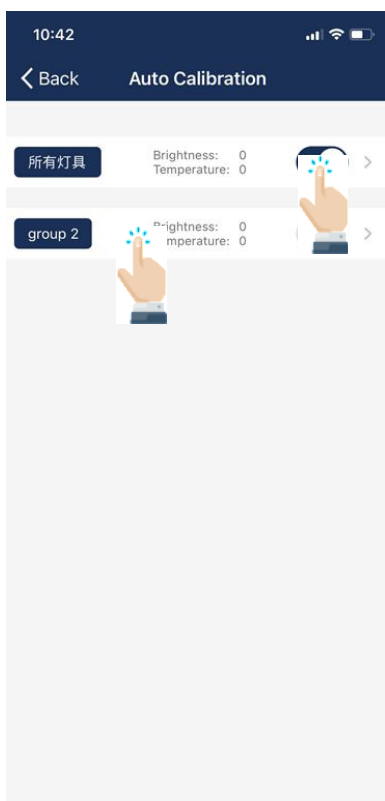 10:42
Back
Auto Calibration
所有灯具
Brightness: 0
Temperature: 0
group 2
0
0